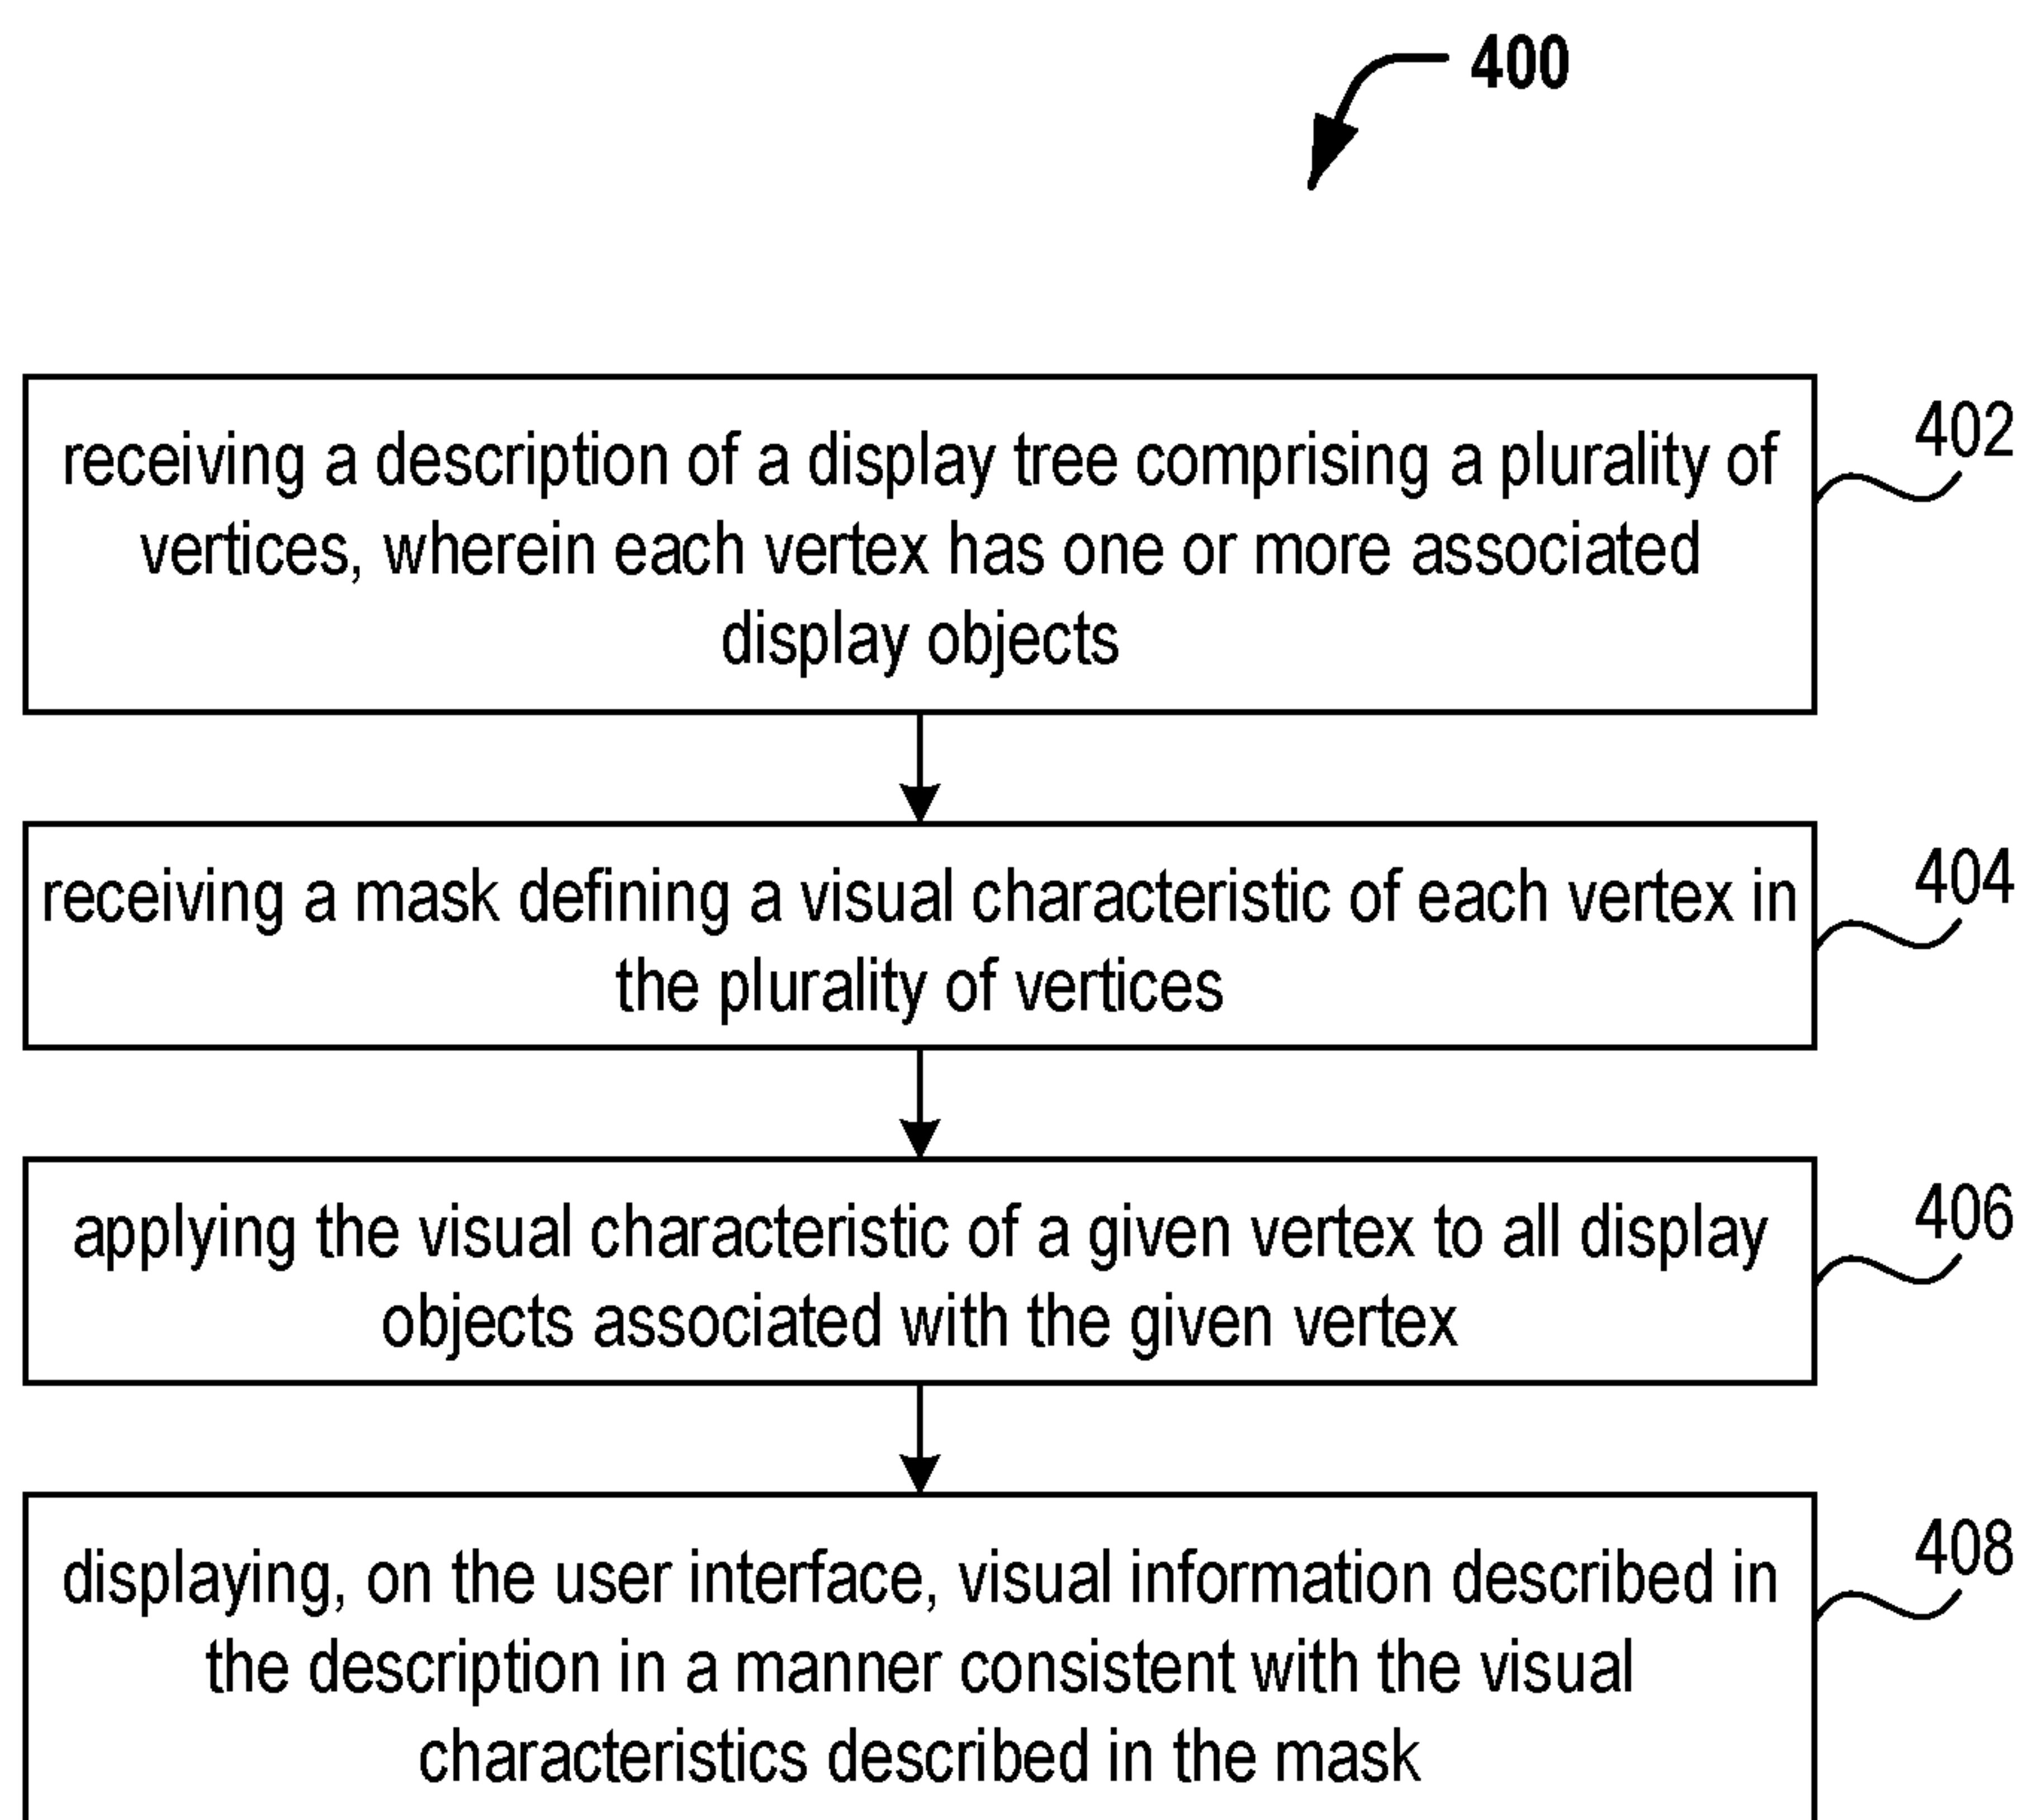 400
receiving a description of a display tree comprising a plurality of
vertices, wherein each vertex has one or more associated
display objects
402
receiving a mask defining a visual characteristic of each vertex in
the plurality of vertices
404
applying the visual characteristic of a given vertex to all display
objects associated with the given vertex
406
displaying, on the user interface, visual information described in
the description in a manner consistent with the visual
characteristics described in the mask
408